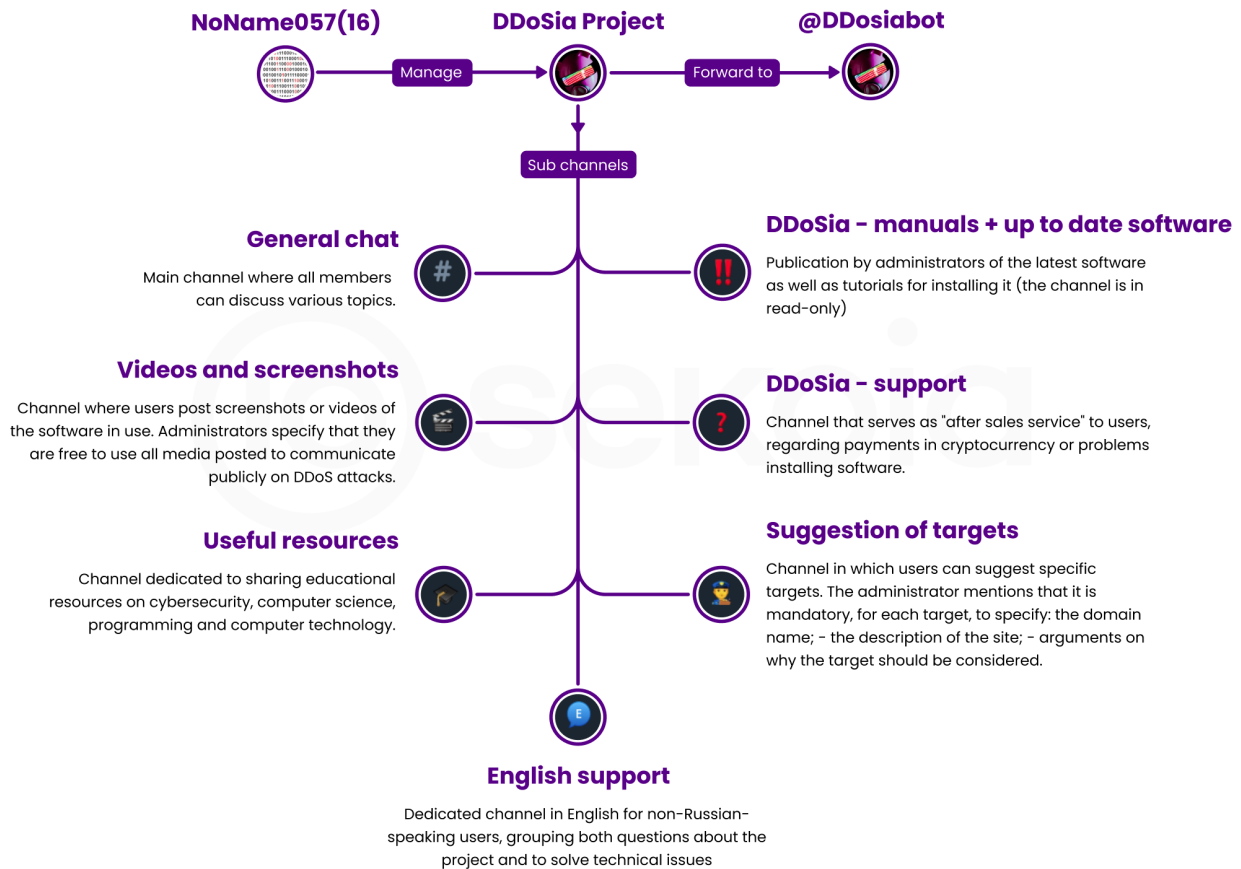 NoName057(16)
DDoSia Project
@DDosiabot
Manage
Forward to
Sub channels
General chat
Main channel where all members
can discuss various topics.
DDoSia - manuals + up to date software
Publication by administrators of the latest software
as well as tutorials for installing it (the channel is in
read-only)
Videos and screenshots
Channel where users post screenshots or videos of
the software in use. Administrators specify that they
are free to use all media posted to communicate
publicly on DDoS attacks.
DDoSia - support
Channel that serves as "after sales service" to users,
regarding payments in cryptocurrency or problems
installing software.
Useful resources
Channel dedicated to sharing educational
resources on cybersecurity, computer science,
programming and computer technology.
Suggestion of targets
Channel in which users can suggest specific
targets. The administrator mentions that it is
mandatory, for each target, to specify: the domain
name; - the description of the site; - arguments on
why the target should be considered.
E
English support
Dedicated channel in English for non-Russian-
speaking users, grouping both questions about the
project and to solve technical issues
sekoia